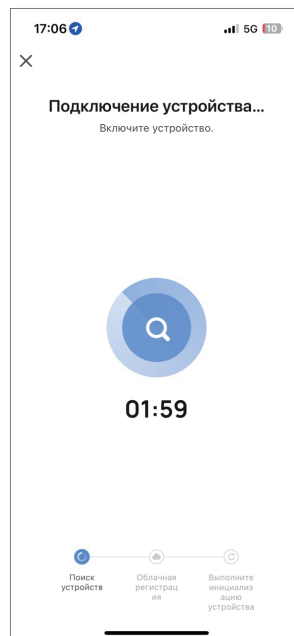 17:06
5G 10
Подключение устройства...
Включите устройство.
01:59
Поиск
устройств
Облачная
регистрац
ия
Выполните
инициализ
ацию
устройства